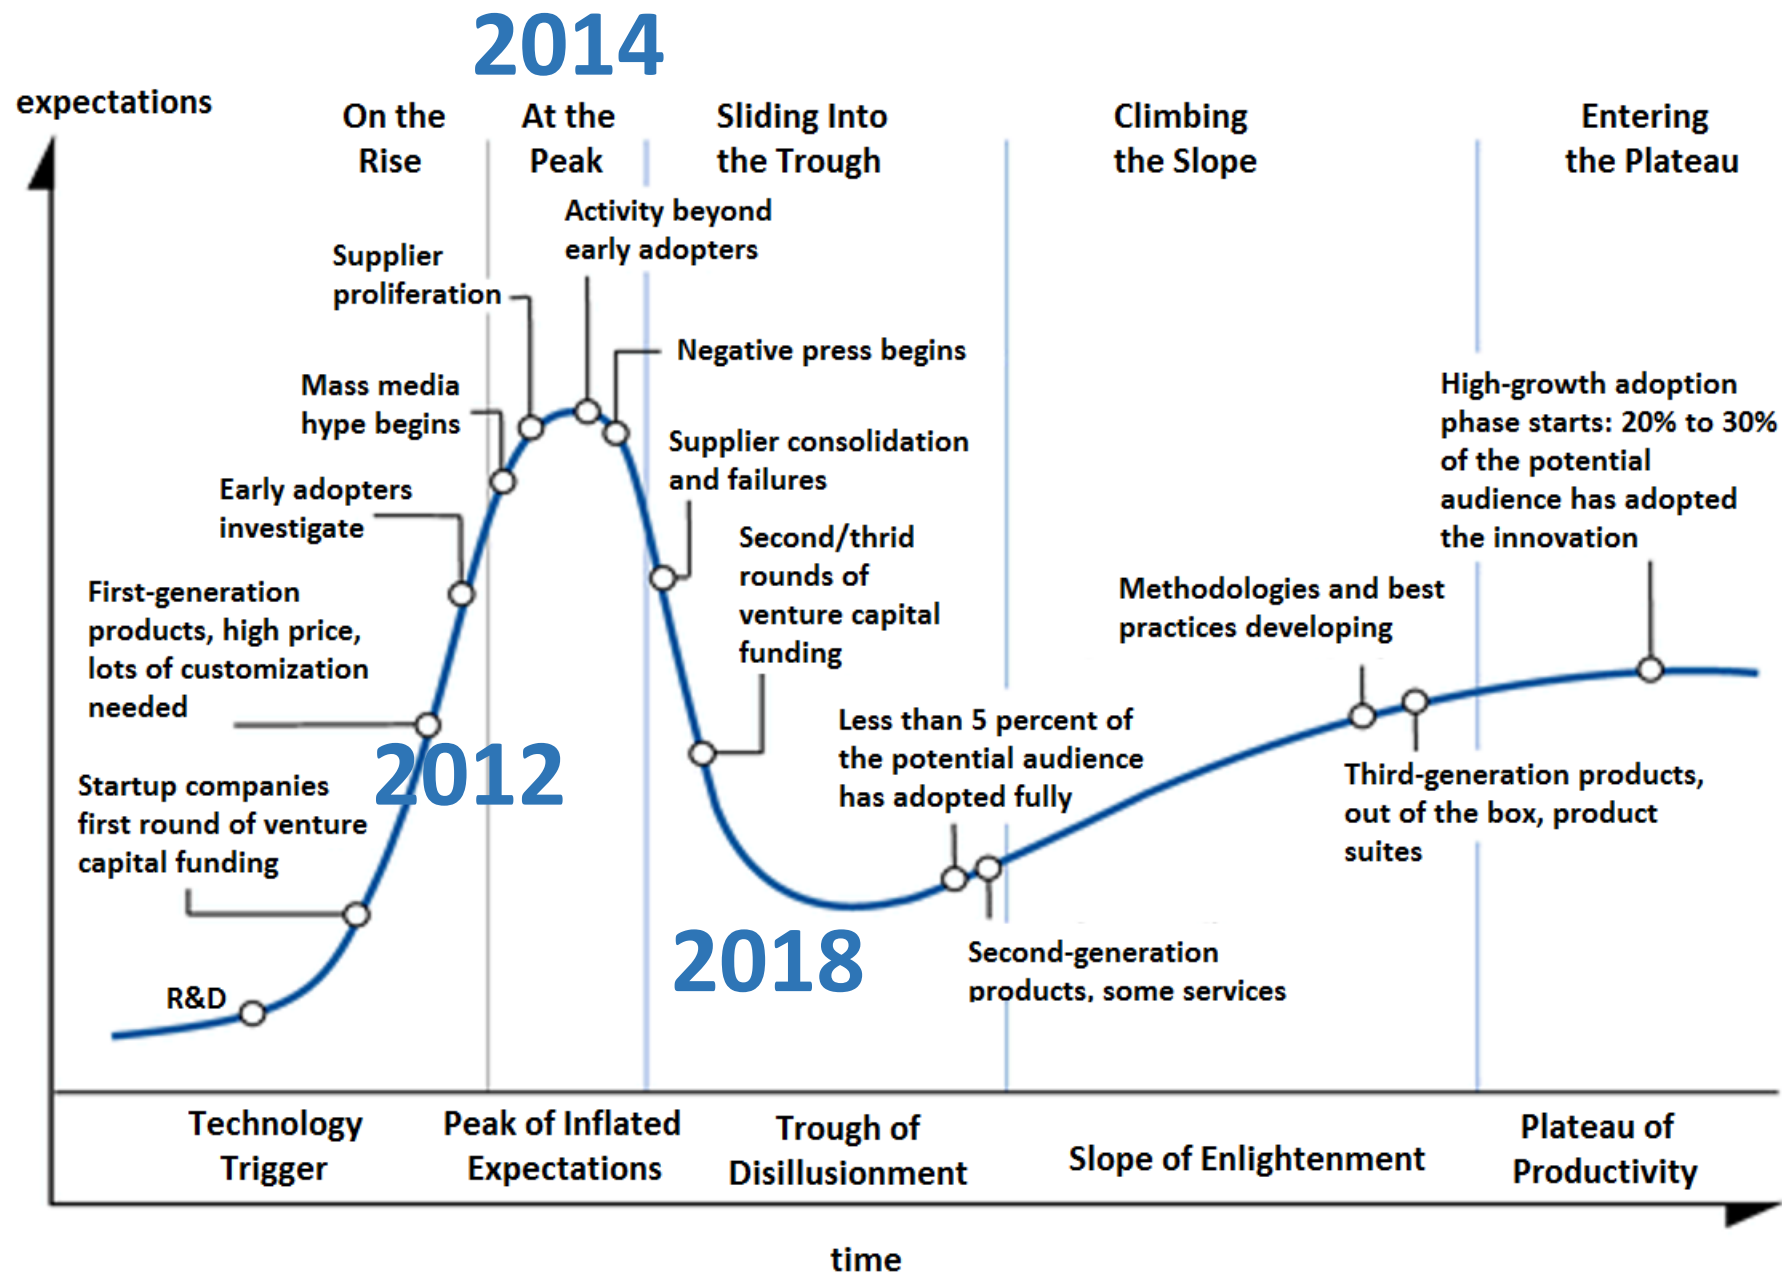 2014
expectations
On the
Rise
At the
Peak
Sliding Into
the Trough
Climbing
the Slope
Entering
the Plateau
Activity beyond
early adopters
Supplier
proliferation
Negative press begins
Mass media
hype begins
High-growth adoption
phase starts: 20% to 30%
of the potential
audience has adopted
the innovation
Supplier consolidation
and failures
Early adopters
investigate
Second/thrid
rounds of
venture capital
funding
First-generation
products, high price,
lots of customization
needed
Methodologies and best
practices developing
2012
Less than 5 percent of
the potential audience
has adopted fully
Startup companies
first round of venture
capital funding
Third-generation products,
out of the box, product
suites
2018
Second-generation
products, some services
R&D
Technology
Trigger
Peak of Inflated
Expectations
Trough of
Disillusionment
Slope of Enlightenment
Plateau of
Productivity
time